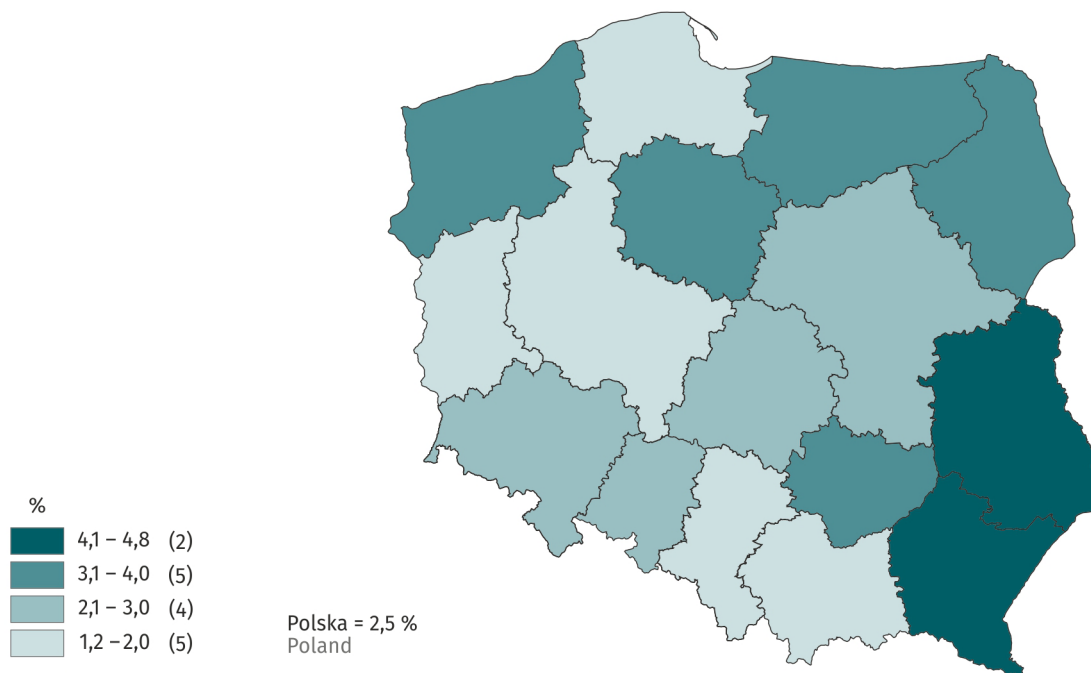 %
4,1 – 4,8 (2)
3,1 – 4,0 (5)
2,1 – 3,0 (4)
1,2 –2,0 (5)
Polska = 2,5 %
Poland